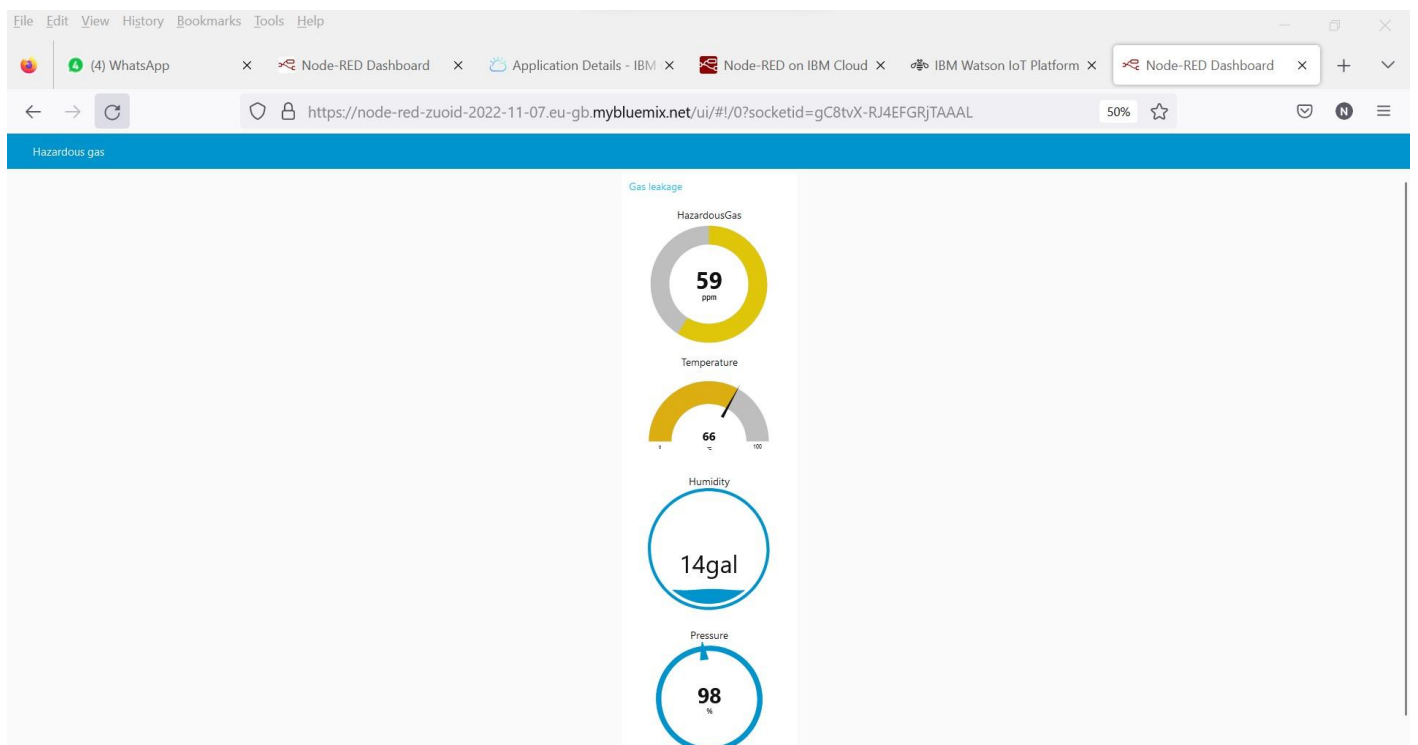 File Edit View History Bookmarks Tools Help
(4) WhatsApp Node-RED Dashboard Application Details - IBM Node-RED on IBM Cloud IBM Watson IoT Platform Node-RED Dashboard
https://node-red-zuoid-2022-11-07.eu-gb.mybluemix.net/ui/#!/0?socketid=gC8tvX-RJ4EFGRjTAAAL 50% N
Hazardous gas
Gas leakage
HazardousGas
59
ppm
Temperature
66
0 °C 100
Humidity
14gal
Pressure
98
%